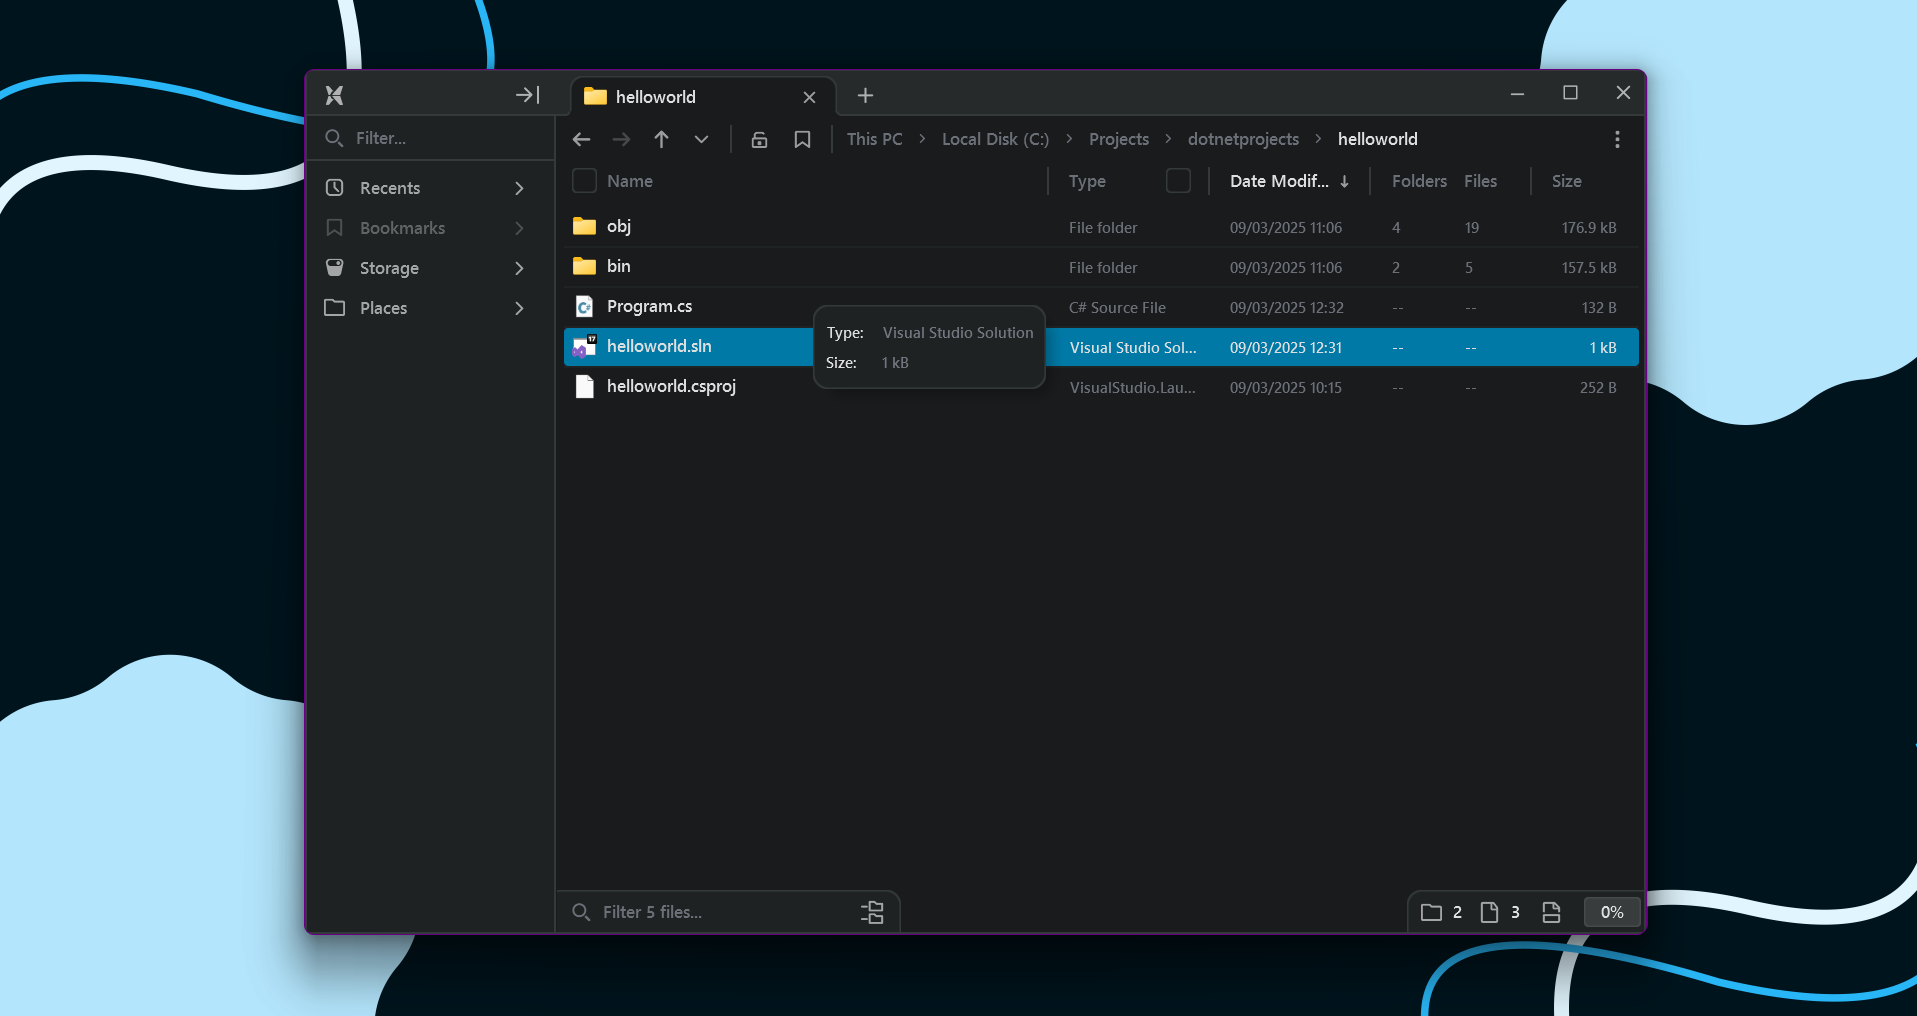 helloworld
Filter...
This PC Local Disk (C:) Projects dotnetprojects helloworld
Recents
Bookmarks
Storage
Places
Name Type Date Modif... Folders Files Size
obj File folder 09/03/2025 11:06 4 19 176.9 kB
bin File folder 09/03/2025 11:06 2 5 157.5 kB
Program.cs C# Source File 09/03/2025 12:32 -- -- 132 B
helloworld.sln Visual Studio Sol... 09/03/2025 12:31 -- -- 1 kB
Type: Visual Studio Solution
Size: 1 kB
helloworld.csproj VisualStudio.Lau... 09/03/2025 10:15 -- -- 252 B
Filter 5 files...
2 3 0%